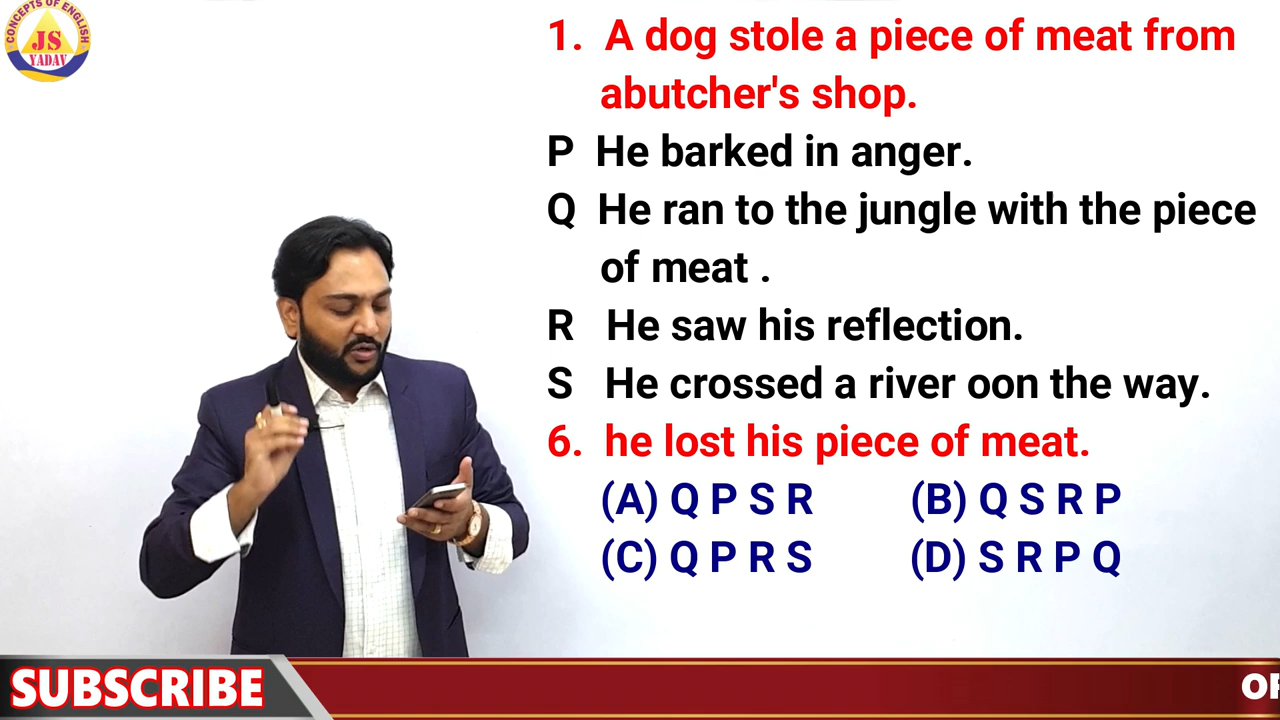 CONCEPTS OF ENGLISH
JS
YADAV
1. A dog stole a piece of meat from
abutcher's shop.
P He barked in anger.
Q He ran to the jungle with the piece
of meat .
R He saw his reflection.
S He crossed a river oon the way.
6. he lost his piece of meat.
(A) Q P S R (B) Q S R P
(C) Q P R S (D) S R P Q
SUBSCRIBE